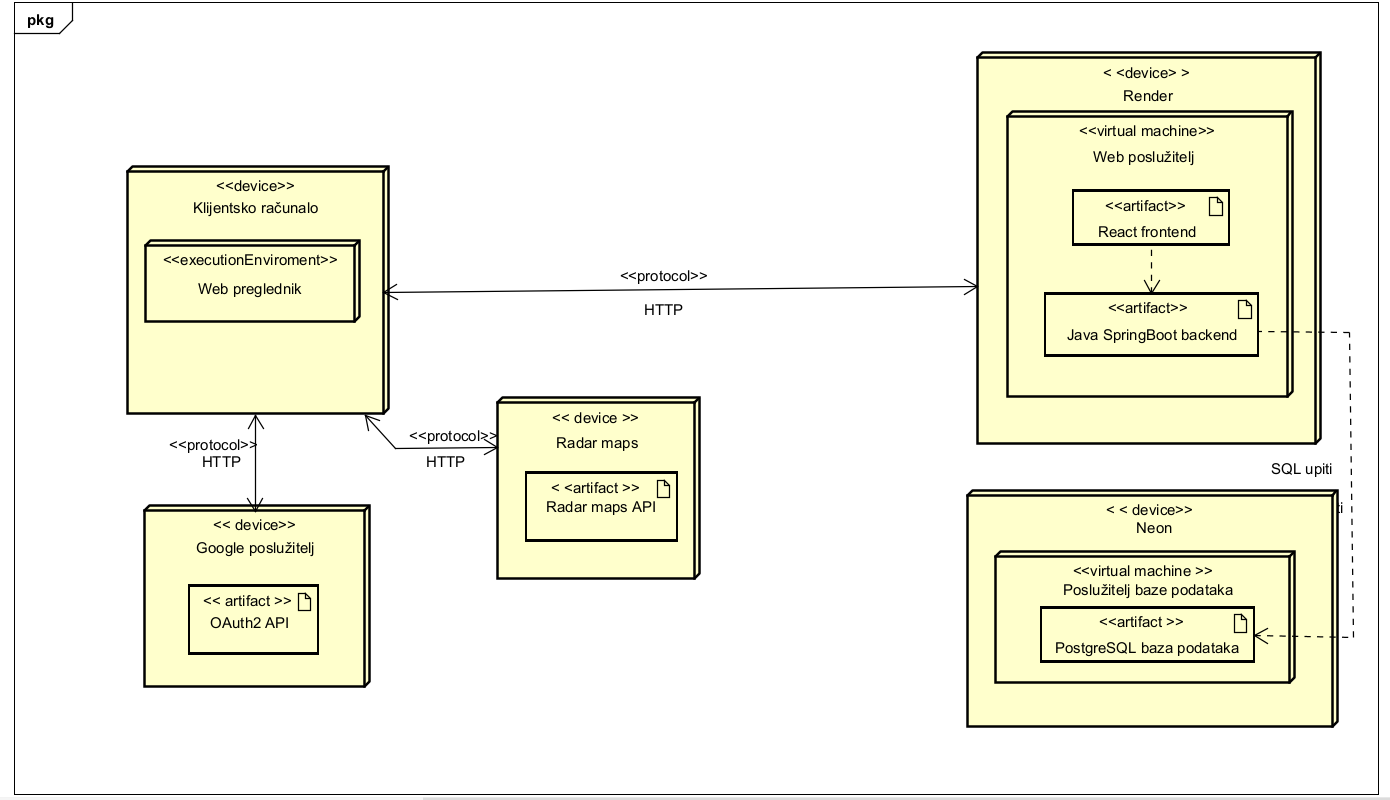 pkg
<<device>>
Klijentsko računalo
<<executionEnviroment>>
Web preglednik
<<protocol>>
HTTP
< <device> >
Render
<<virtual machine>>
Web poslužitelj
<<artifact>>
React frontend
<<artifact>>
Java SpringBoot backend
<<protocol>>
HTTP
<<protocol>>
HTTP
<< device >>
Radar maps
< <artifact >>
Radar maps API
<< device>>
Google poslužitelj
<< artifact >>
OAuth2 API
SQL upiti
< < device>>
Neon
ti
<<virtual machine >>
Poslužitelj baze podataka
<<artifact >>
PostgreSQL baza podataka